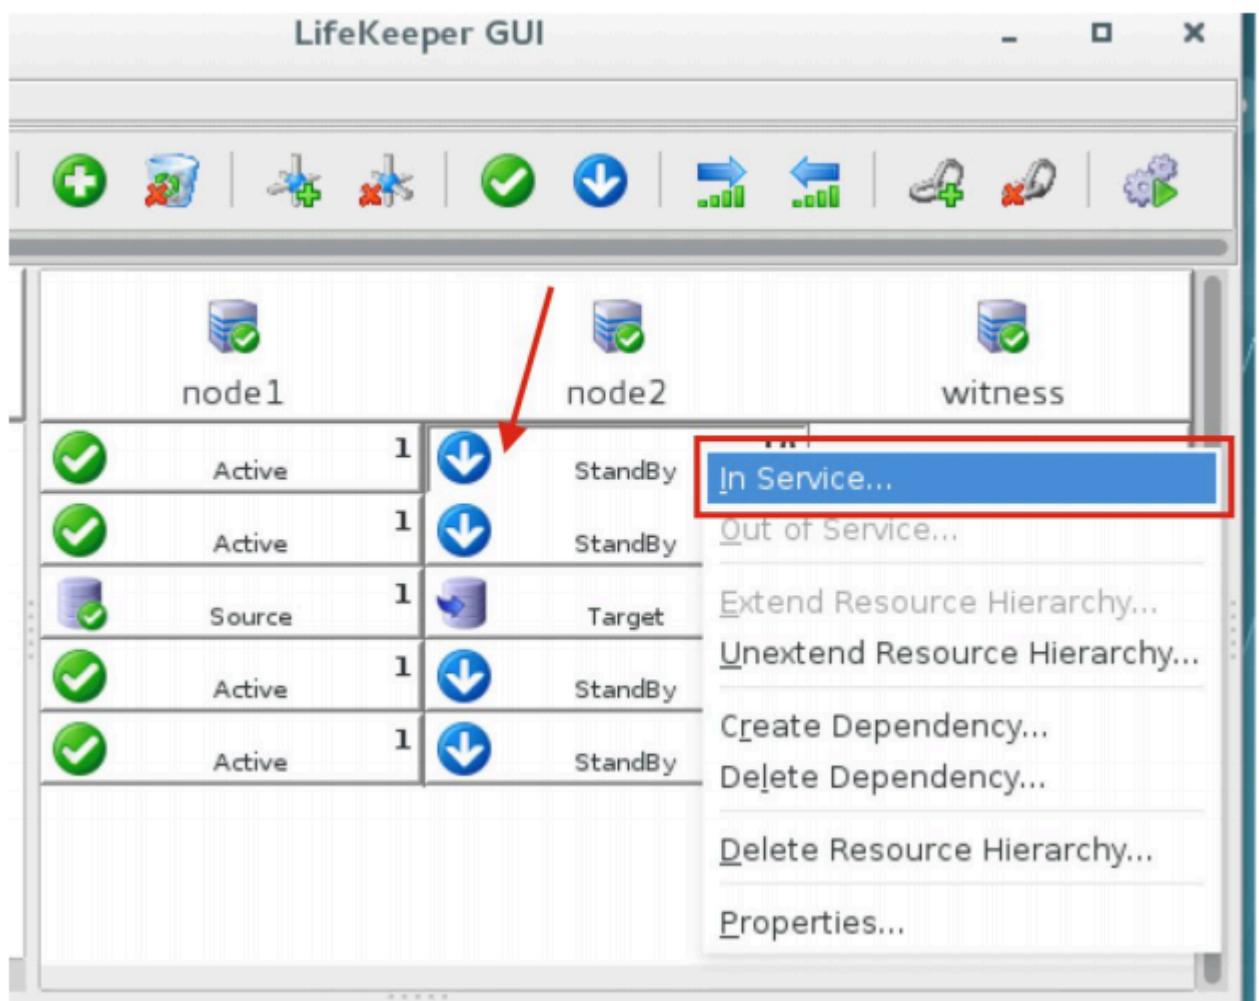 LifeKeeper GUI
node1
node2
witness
Active 1
StandBy
In Service...
Active 1
StandBy
Out of Service...
Source 1
Target
Extend Resource Hierarchy...
Unextend Resource Hierarchy...
Active 1
StandBy
Create Dependency...
Active 1
StandBy
Delete Dependency...
Delete Resource Hierarchy...
Properties...